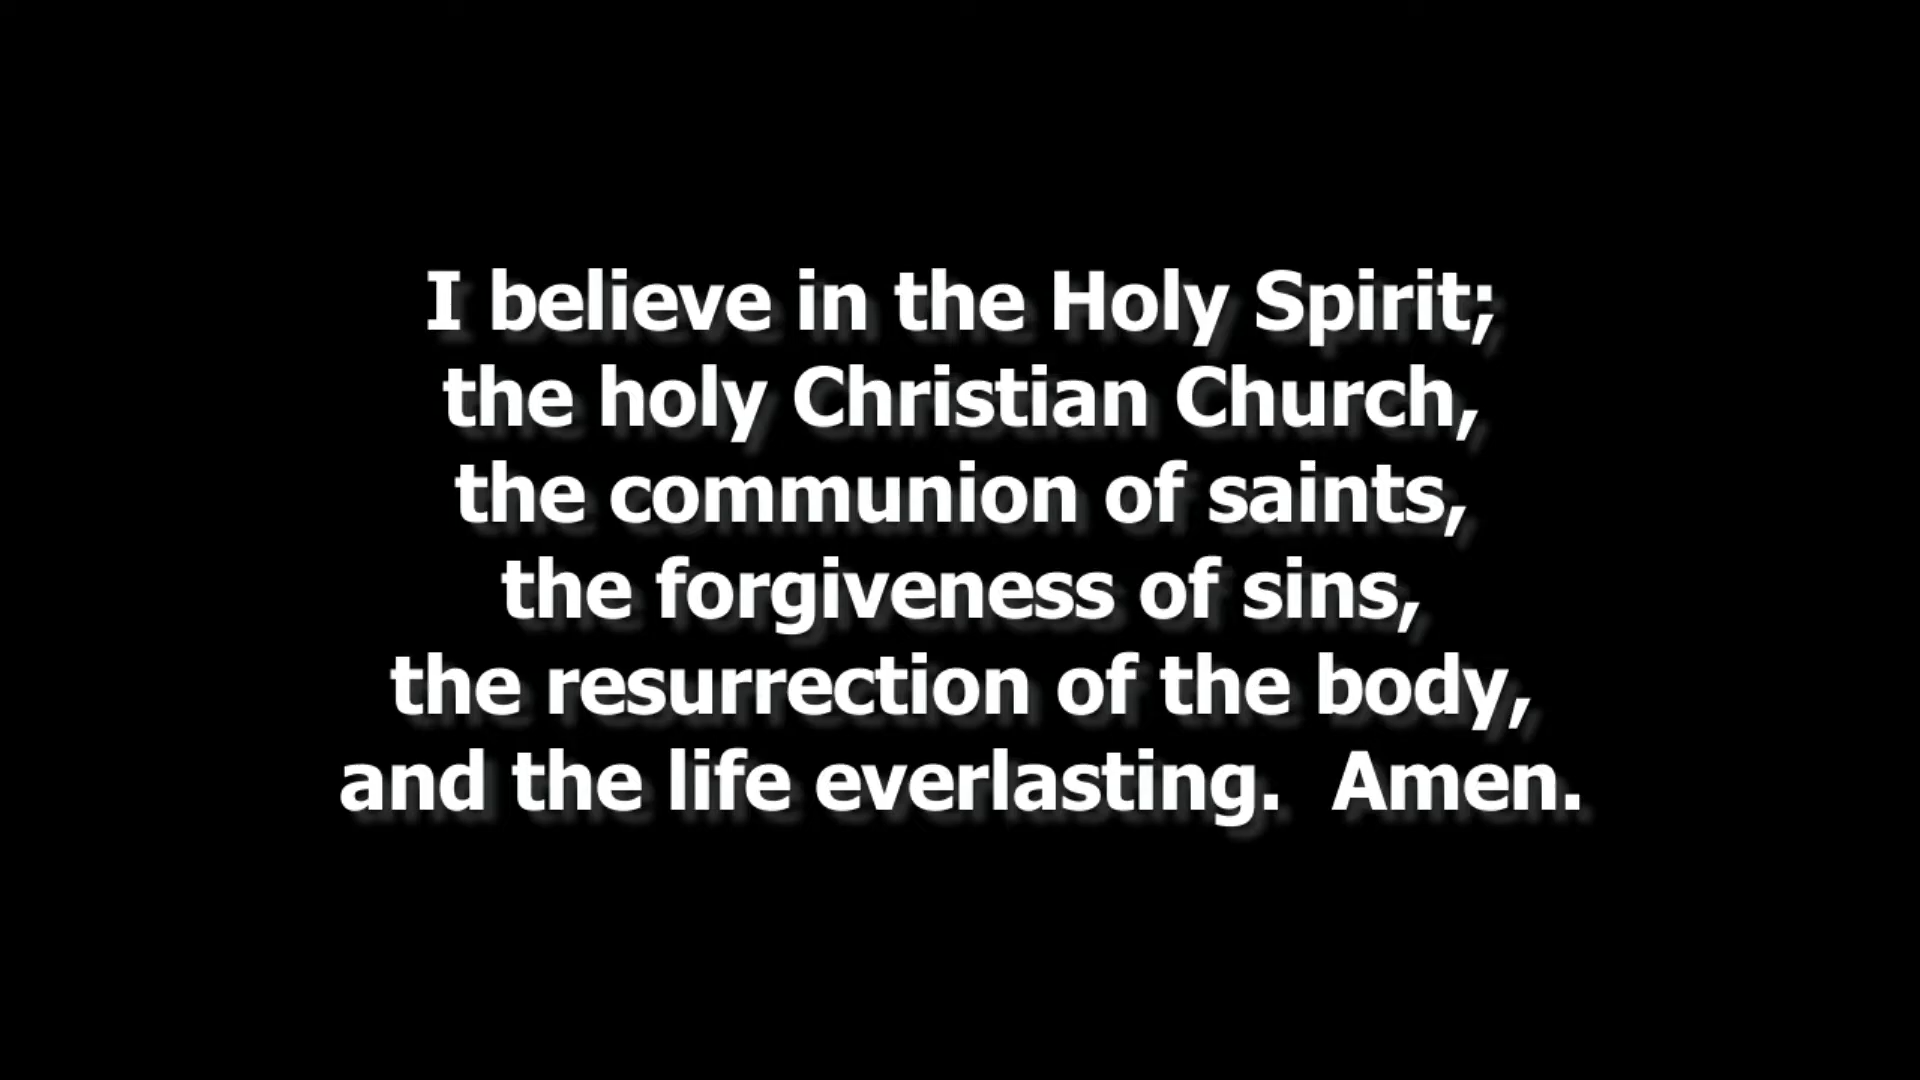 I believe in the Holy Spirit;
the holy Christian Church,
the communion of saints,
the forgiveness of sins,
the resurrection of the body,
and the life everlasting.  Amen.